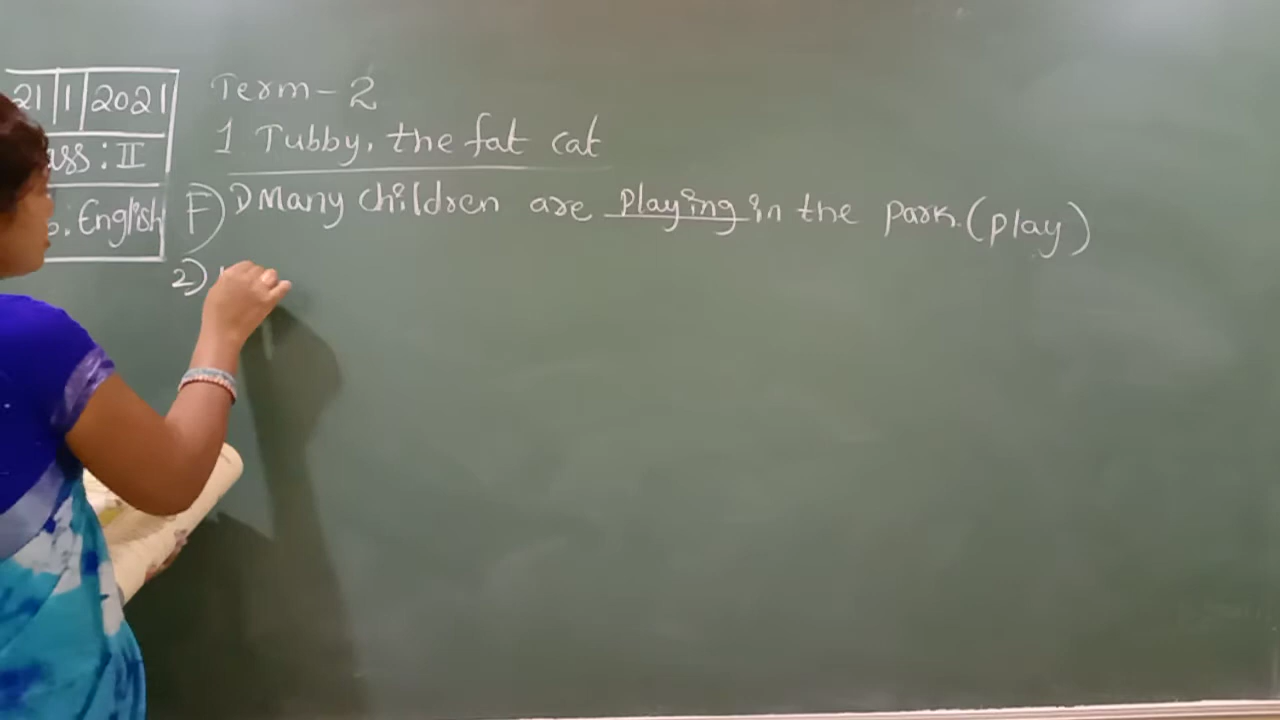 21|1|2021
ass: II
. English
Term-2
1 Tubby, the fat cat
F) 1) Many children are playing in the park. (play)
2)